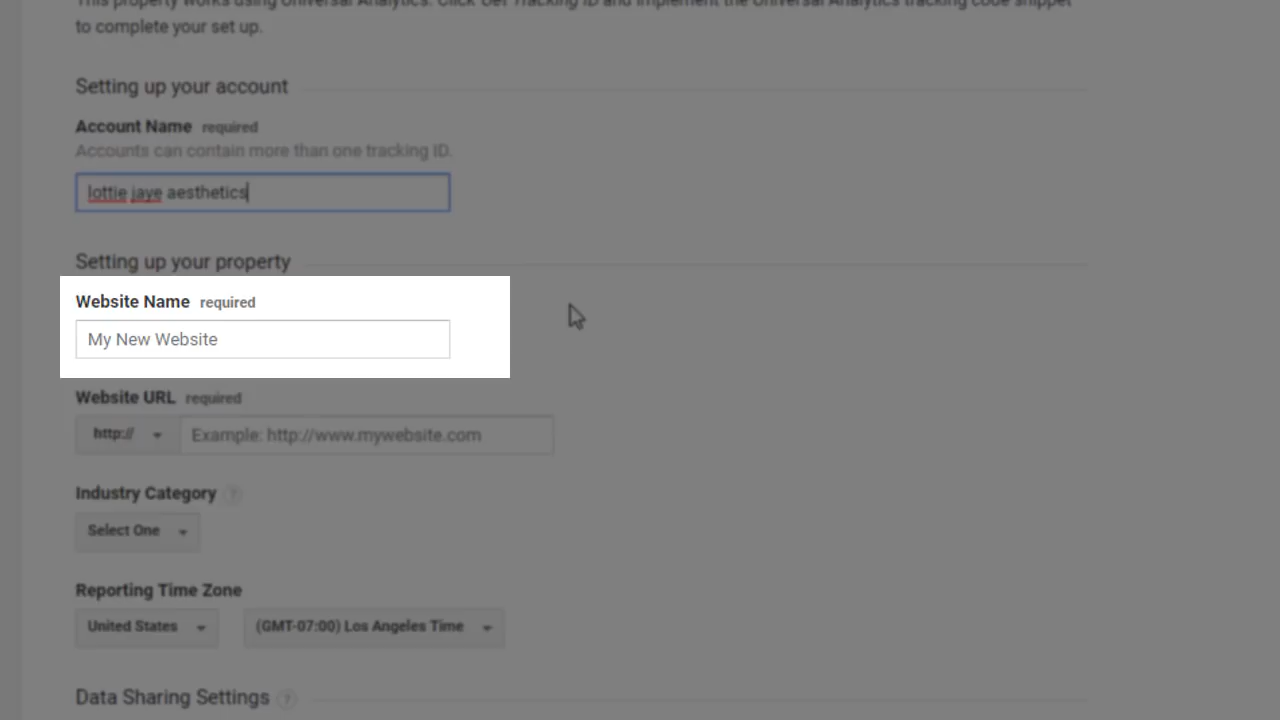 This property works using Universal Analytics. Click Get Tracking ID and implement the Universal Analytics tracking code snippet
to complete your set up.
Setting up your account
Account Name required
Accounts can contain more than one tracking ID.
lottie jaye aesthetics
Setting up your property
Website Name required
My New Website
Website URL required
http:// Example: http://www.mywebsite.com
Industry Category ?
Select One
Reporting Time Zone
United States (GMT-07:00) Los Angeles Time
Data Sharing Settings ?